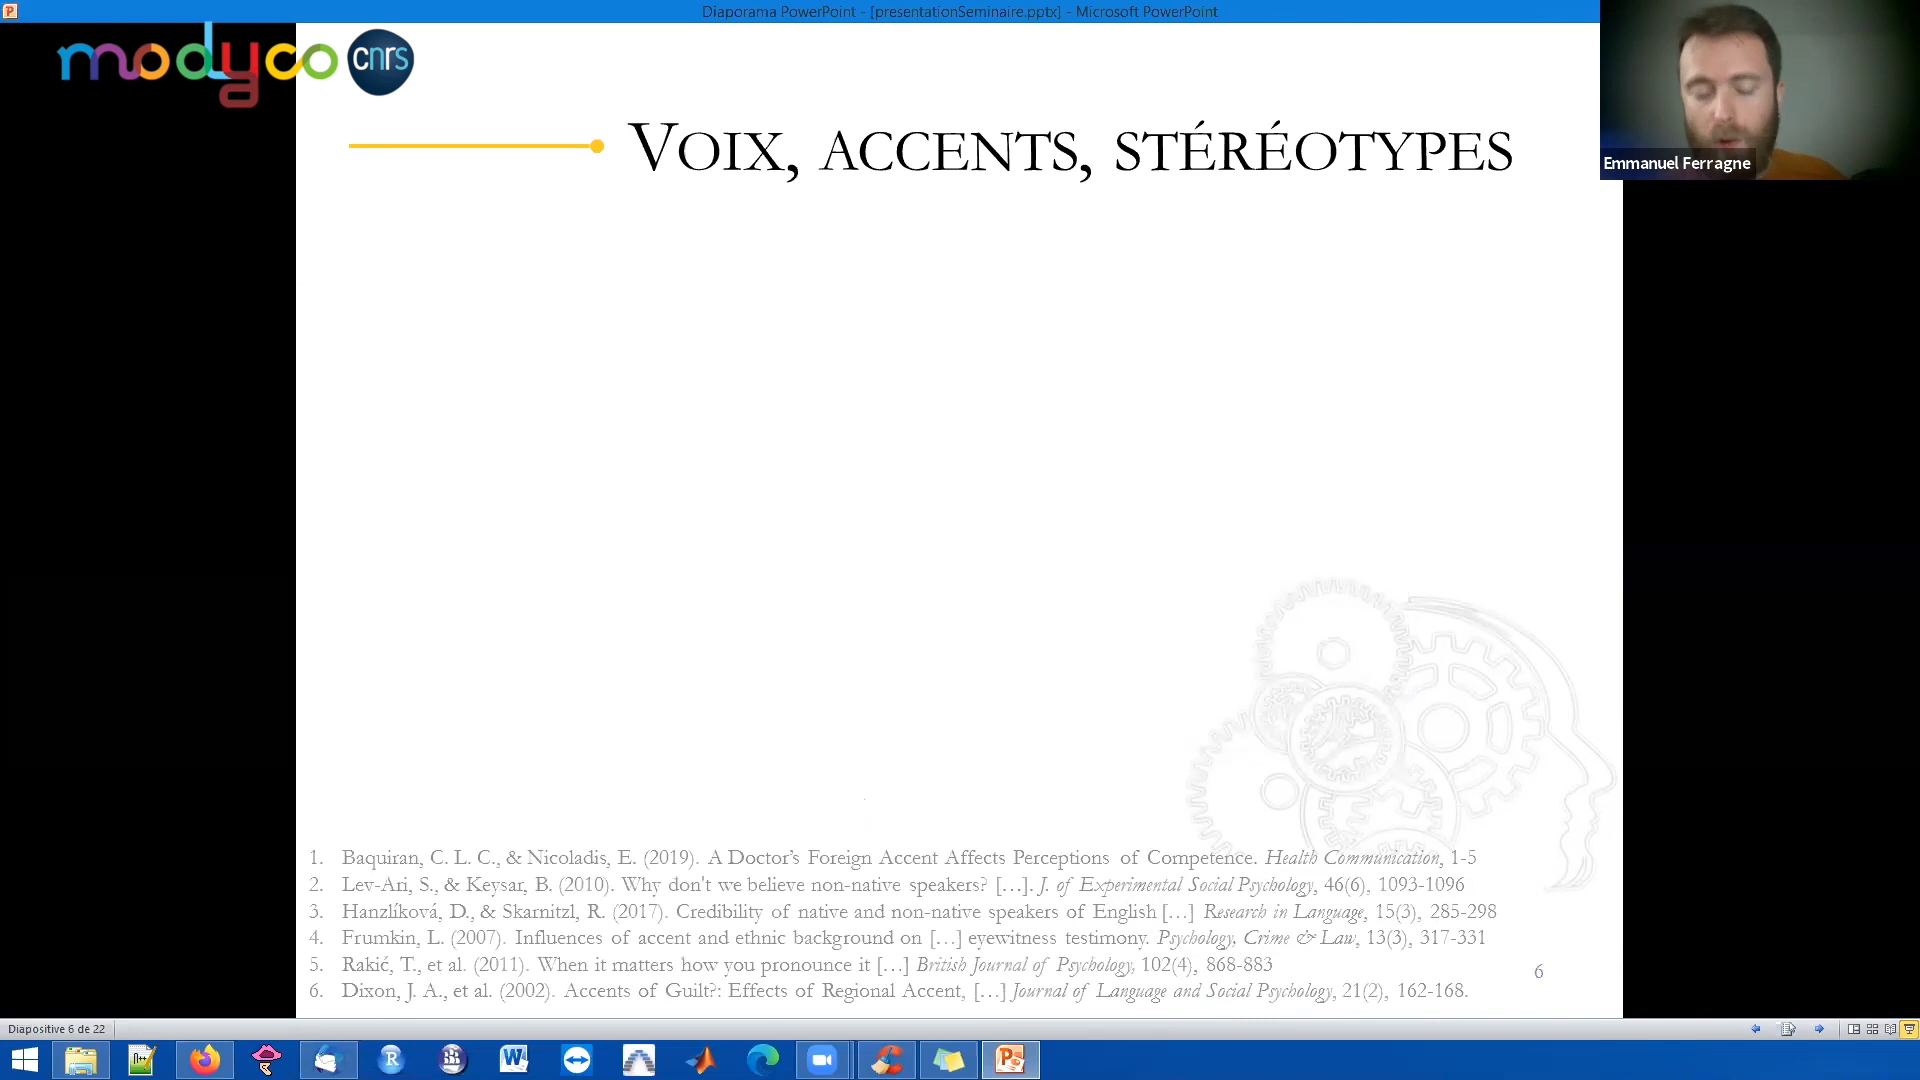 Diaporama PowerPoint - [presentationSeminaire.pptx] - Microsoft PowerPoint
modyco cnrs
VOIX, ACCENTS, STÉRÉOTYPES
Emmanuel Ferragne
1. Baquiran, C. L. C., & Nicoladis, E. (2019). A Doctor's Foreign Accent Affects Perceptions of Competence. Health Communication, 1-5
2. Lev-Ari, S., & Keysar, B. (2010). Why don't we believe non-native speakers? […]. J. of Experimental Social Psychology, 46(6), 1093-1096
3. Hanzlíková, D., & Skarnitzl, R. (2017). Credibility of native and non-native speakers of English […] Research in Language, 15(3), 285-298
4. Frumkin, L. (2007). Influences of accent and ethnic background on […] eyewitness testimony. Psychology, Crime & Law, 13(3), 317-331
5. Rakić, T., et al. (2011). When it matters how you pronounce it […] British Journal of Psychology, 102(4), 868-883
6. Dixon, J. A., et al. (2002). Accents of Guilt?: Effects of Regional Accent, […] Journal of Language and Social Psychology, 21(2), 162-168.
6
Diapositive 6 de 22